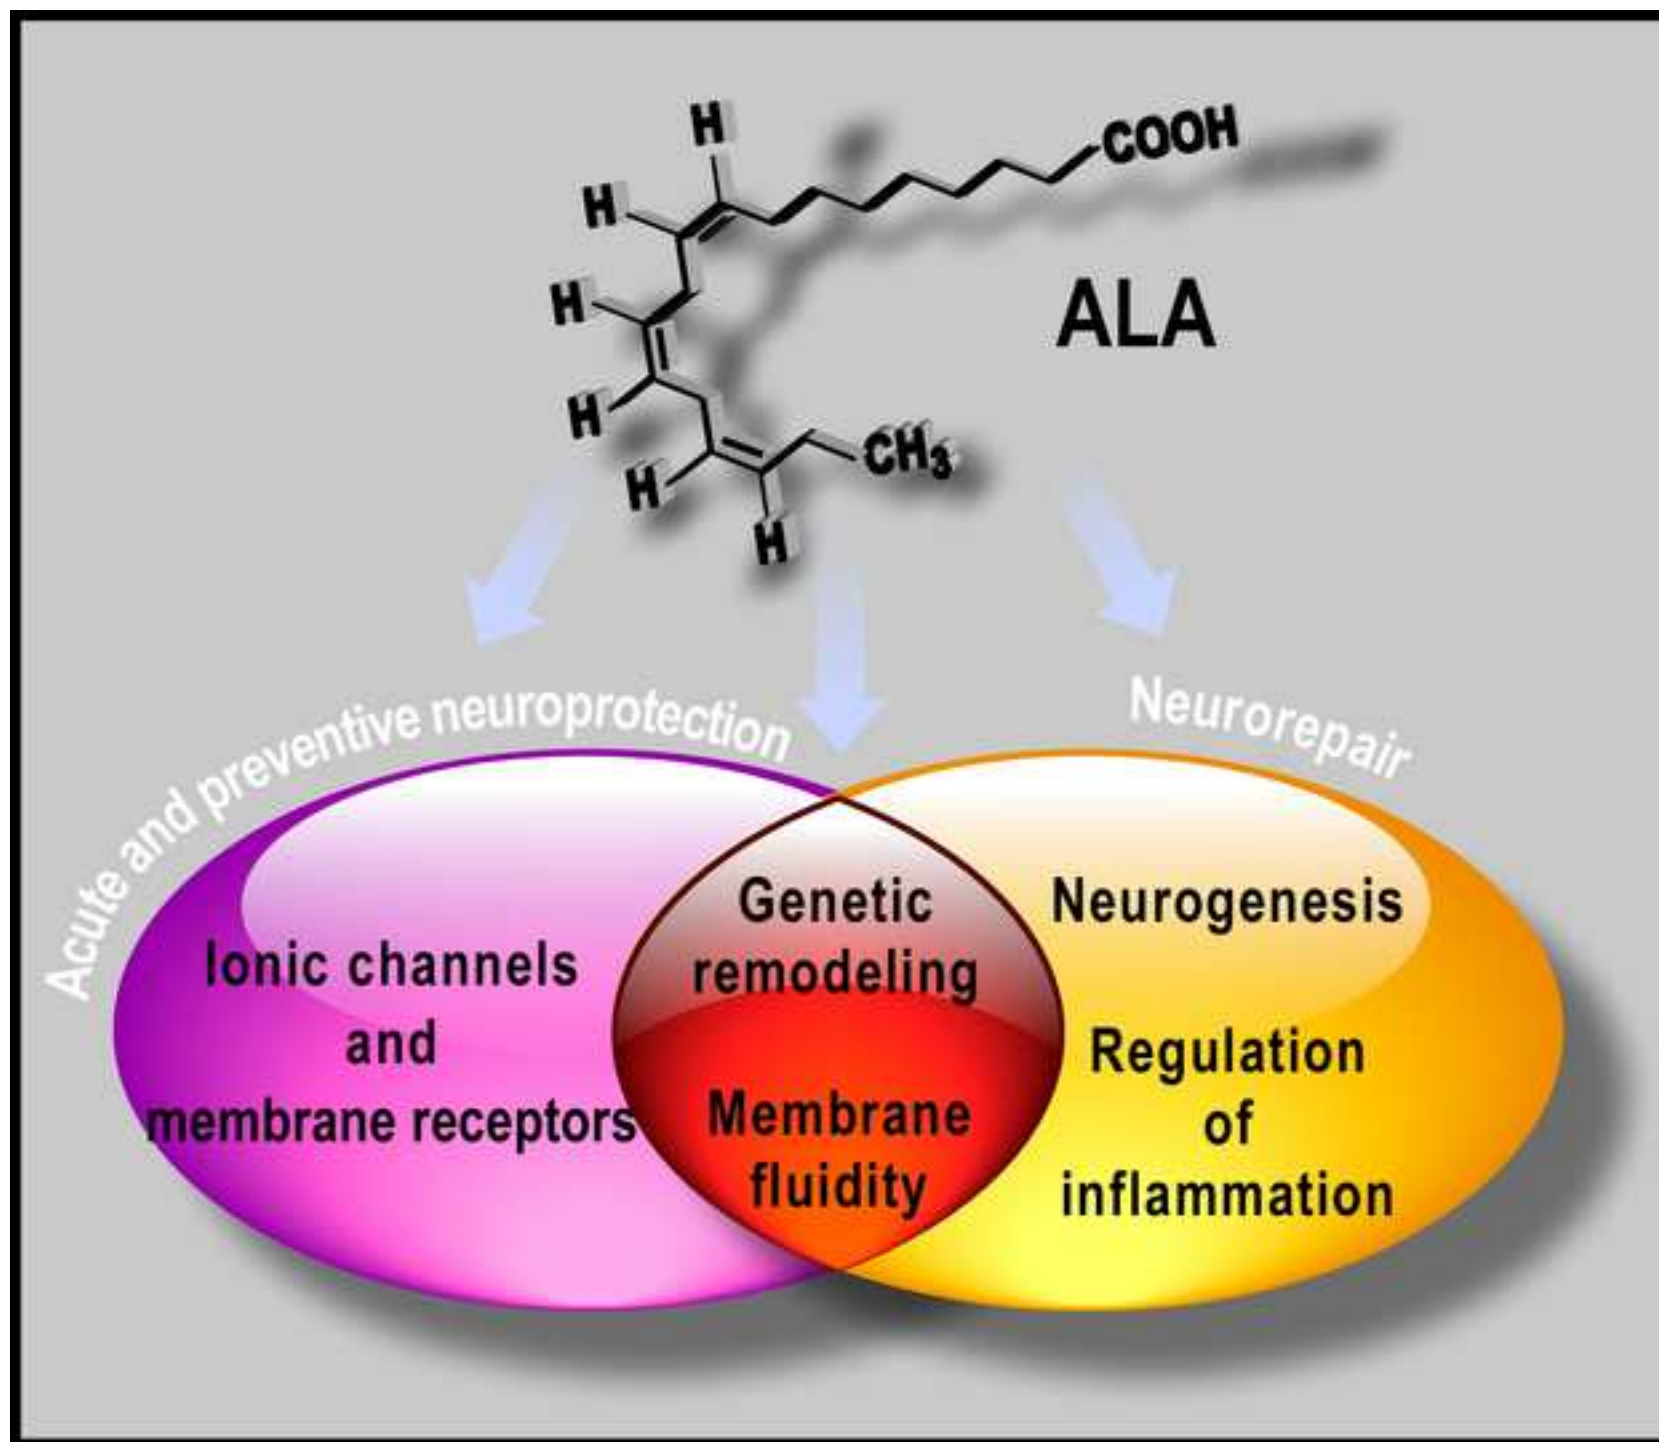 H
COOH
H
H
ALA
H
CH₃
H
H
Acute and preventive neuroprotection
Neurorepair
Ionic channels
and
membrane receptors
Genetic
remodeling
Membrane
fluidity
Neurogenesis
Regulation
of
inflammation